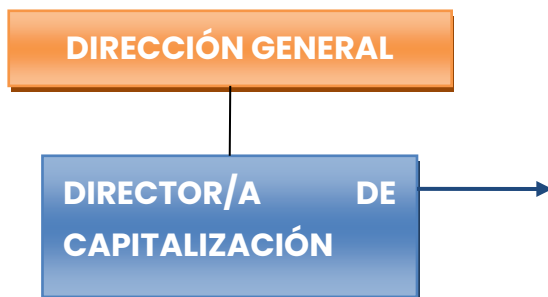 DIRECCIÓN GENERAL
DIRECTOR/A DE
CAPITALIZACIÓN